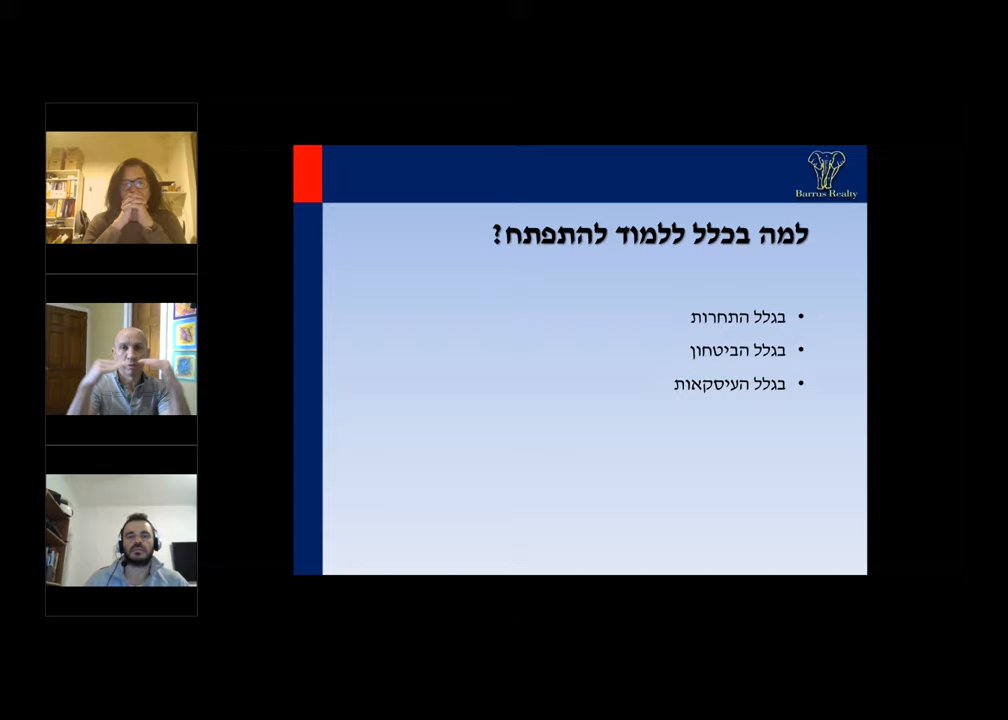 Barrus Realty
למה בכלל ללמוד להתפתח?
• בגלל התחרות
• בגלל הביטחון
• בגלל העיסקאות